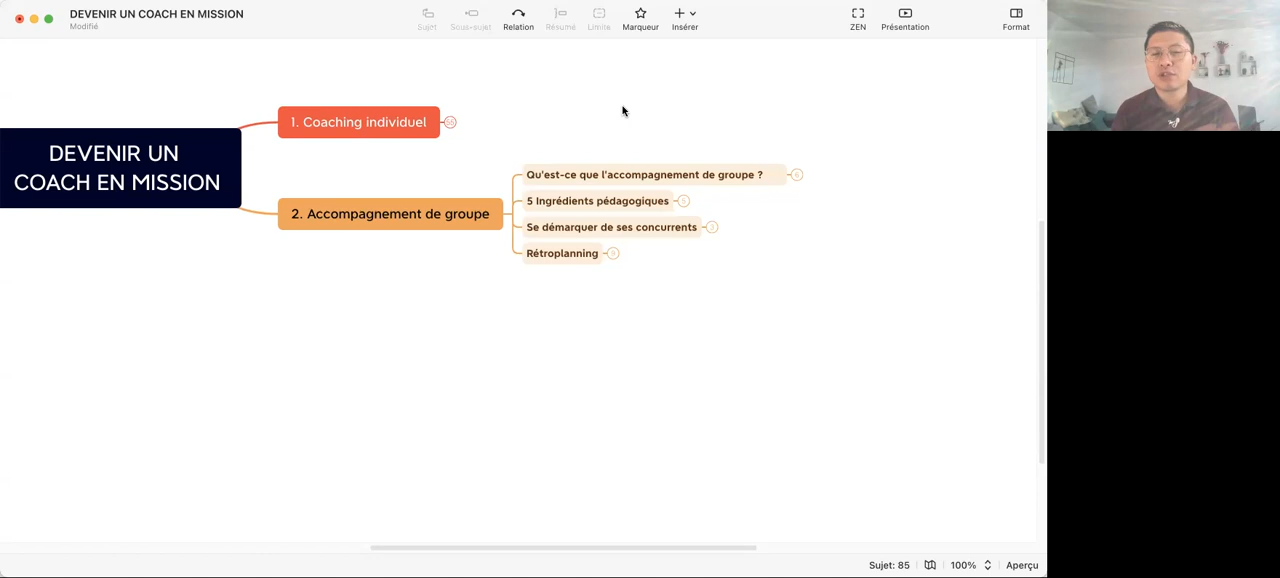 DEVENIR UN COACH EN MISSION
Modifié
Sujet
Sous-sujet
Relation
Résumé
Limite
Marqueur
Insérer
ZEN
Présentation
Format
1. Coaching individuel
DEVENIR UN
COACH EN MISSION
2. Accompagnement de groupe
Qu'est-ce que l'accompagnement de groupe ?
5 Ingrédients pédagogiques
5
Se démarquer de ses concurrents
3
Rétroplanning
Sujet: 85
100%
Aperçu